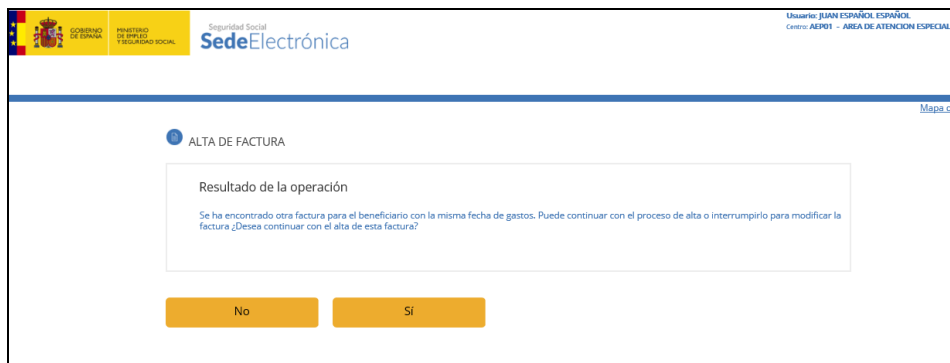 GOBIERNO
DE ESPAÑA
MINISTERIO
DE EMPLEO
Y SEGURIDAD SOCIAL
Seguridad Social
SedeElectrónica
Usuario: JUAN ESPAÑOL ESPAÑOL
Centro: AEP01 - AREA DE ATENCION ESPECIAL
Mapa
ALTA DE FACTURA
Resultado de la operación
Se ha encontrado otra factura para el beneficiario con la misma fecha de gastos. Puede continuar con el proceso de alta o interrumpirlo para modificar la
factura ¿Desea continuar con el alta de esta factura?
No
Sí